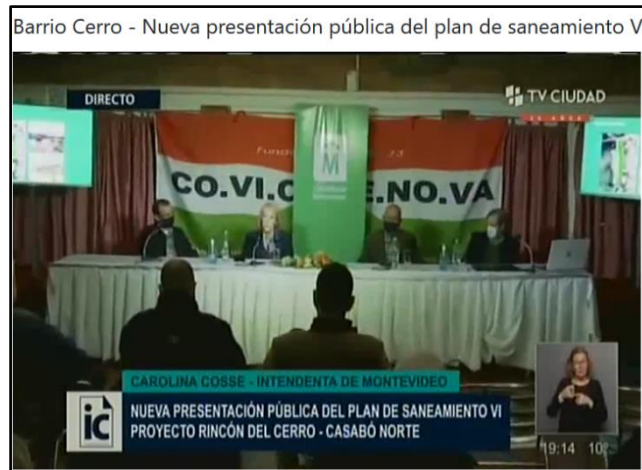 Barrio Cerro - Nueva presentación pública del plan de saneamiento V
DIRECTO
TV CIUDAD
CO.VI.C
E.NO.VA
M
CAROLINA COSSE - INTENDENTA DE MONTEVIDEO
ic
NUEVA PRESENTACIÓN PÚBLICA DEL PLAN DE SANEAMIENTO VI
PROYECTO RINCÓN DEL CERRO - CASABÓ NORTE
19:14